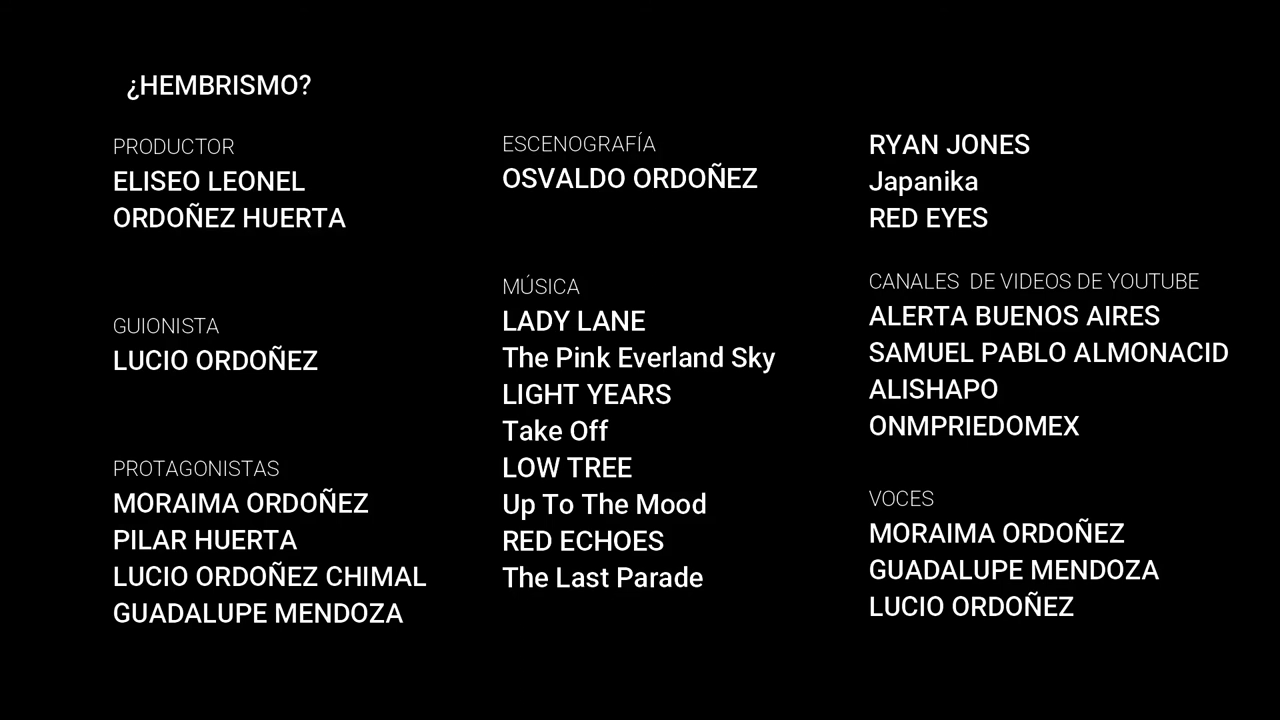 ¿HEMBRISMO?
PRODUCTOR
ELISEO LEONEL
ORDOÑEZ HUERTA
GUIONISTA
LUCIO ORDOÑEZ
PROTAGONISTAS
MORAIMA ORDOÑEZ
PILAR HUERTA
LUCIO ORDOÑEZ CHIMAL
GUADALUPE MENDOZA
ESCENOGRAFÍA
OSVALDO ORDOÑEZ
MÚSICA
LADY LANE
The Pink Everland Sky
LIGHT YEARS
Take Off
LOW TREE
Up To The Mood
RED ECHOES
The Last Parade
RYAN JONES
Japanika
RED EYES
CANALES  DE VIDEOS DE YOUTUBE
ALERTA BUENOS AIRES
SAMUEL PABLO ALMONACID
ALISHAPO
ONMPRIEDOMEX
VOCES
MORAIMA ORDOÑEZ
GUADALUPE MENDOZA
LUCIO ORDOÑEZ